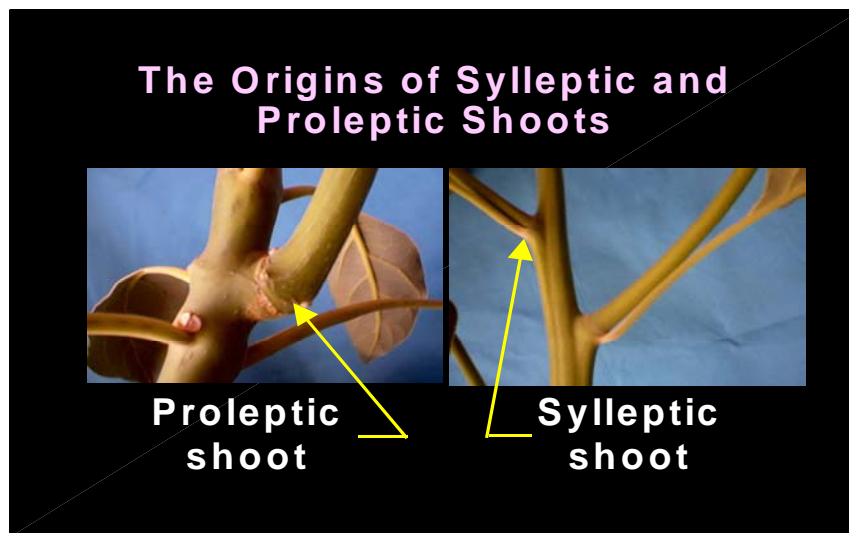 The Origins of Sylleptic and
Proleptic Shoots
Proleptic
shoot
Sylleptic
shoot